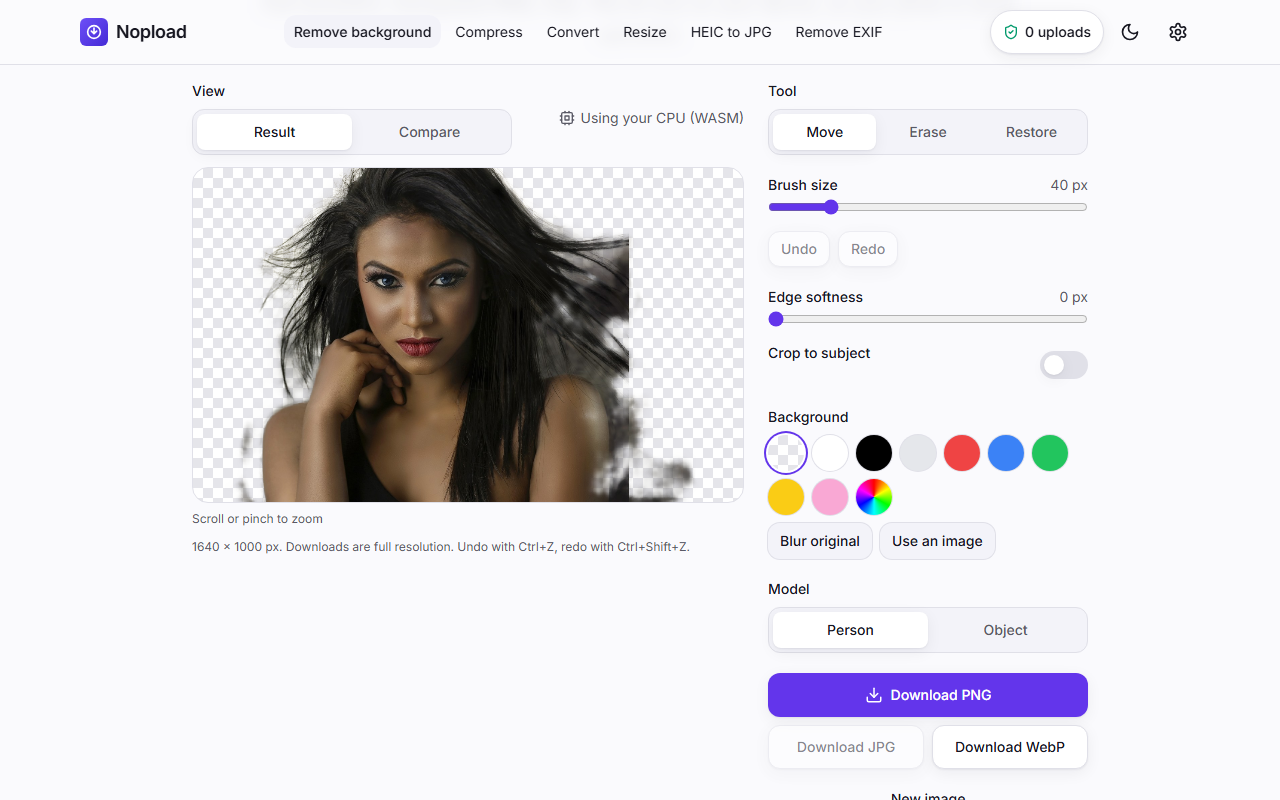 Nopload
Remove background
Compress
Convert
Resize
HEIC to JPG
Remove EXIF
0 uploads
View
Result
Compare
Using your CPU (WASM)
Scroll or pinch to zoom
1640 × 1000 px. Downloads are full resolution. Undo with Ctrl+Z, redo with Ctrl+Shift+Z.
Tool
Move
Erase
Restore
Brush size
40 px
Undo
Redo
Edge softness
0 px
Crop to subject
Background
Blur original
Use an image
Model
Person
Object
Download PNG
Download JPG
Download WebP
New image